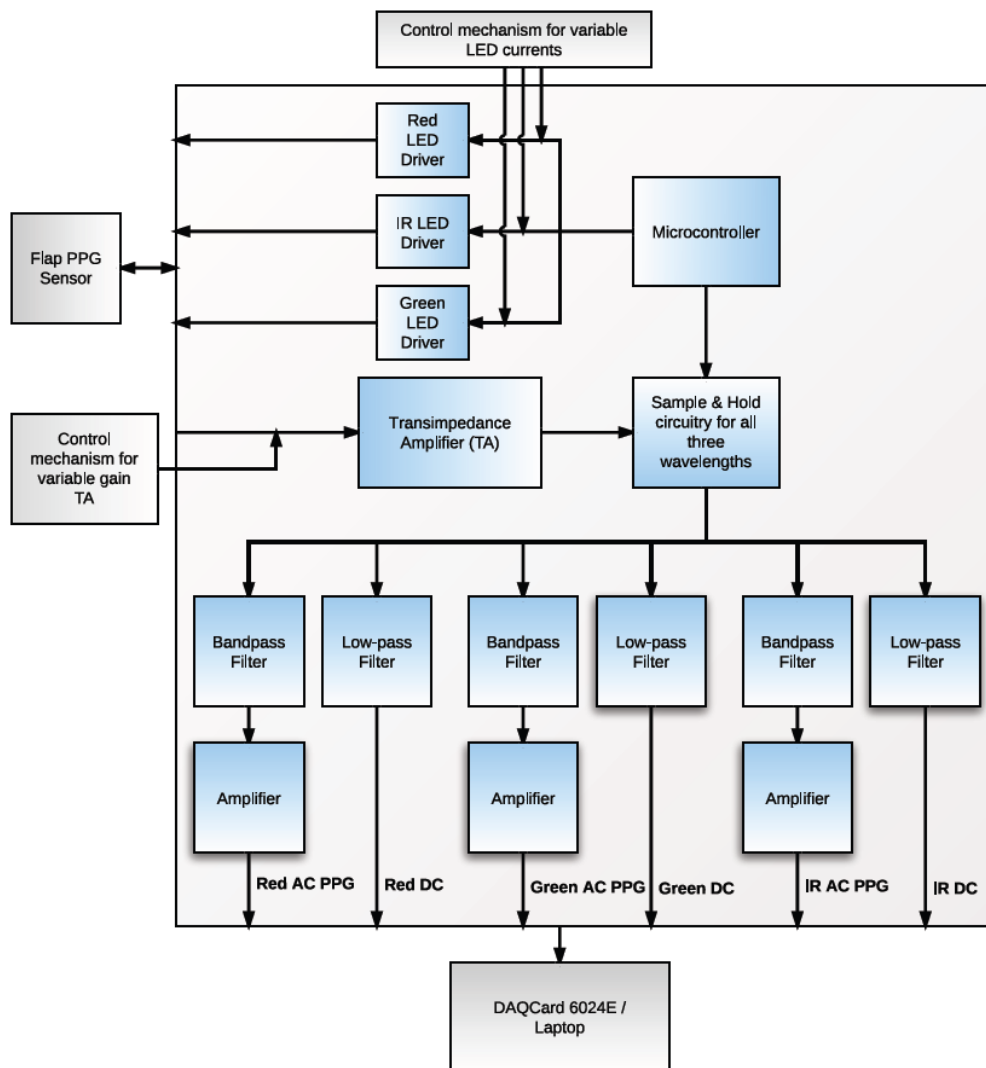 Control mechanism for variable
LED currents
Red
LED
Driver
IR LED
Driver
Microcontroller
Flap PPG
Sensor
Green
LED
Driver
Control
mechanism for
variable gain
TA
Transimpedance
Amplifier (TA)
Sample & Hold
circuitry for all
three
wavelengths
Bandpass
Filter
Low-pass
Filter
Bandpass
Filter
Low-pass
Filter
Bandpass
Filter
Low-pass
Filter
Amplifier
Amplifier
Amplifier
Red AC PPG
Red DC
Green AC PPG
Green DC
IR AC PPG
IR DC
DAQCard 6024E /
Laptop